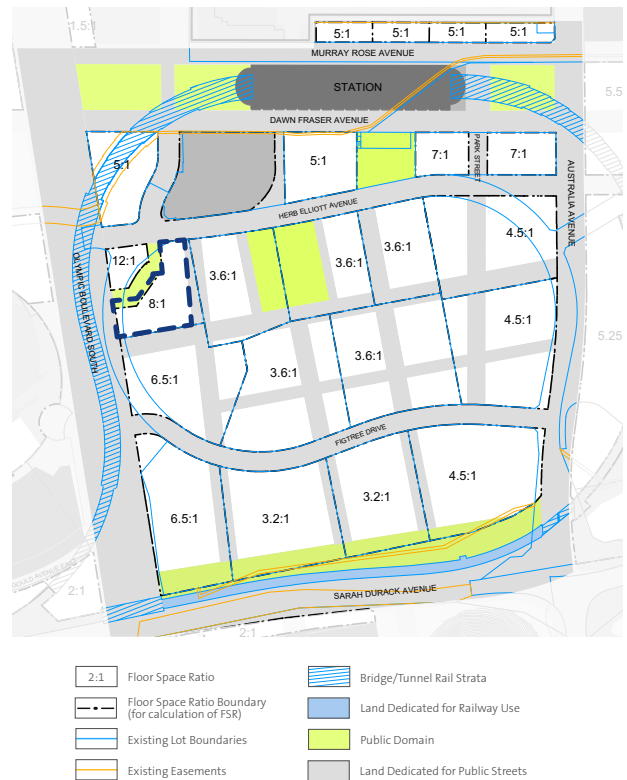 1.5:1
5:1
5:1
5:1
5:1
MURRAY ROSE AVENUE
STATION
5.5
DAWN FRASER AVENUE
5:1
5:1
7:1
PARK STREET
7:1
AUSTRALIA AVENUE
HERB ELLIOTT AVENUE
12:1
8:1
3.6:1
3.6:1
3.6:1
4.5:1
OLYMPIC BOULEVARD SOUTH
4.5:1
5.25
6.5:1
3.6:1
3.6:1
FIGTREE DRIVE
6.5:1
3.2:1
3.2:1
4.5:1
2:1
SARAH DURACK AVENUE
2:1
2:1 Floor Space Ratio
Floor Space Ratio Boundary
(for calculation of FSR)
Existing Lot Boundaries
Existing Easements
Bridge/Tunnel Rail Strata
Land Dedicated for Railway Use
Public Domain
Land Dedicated for Public Streets